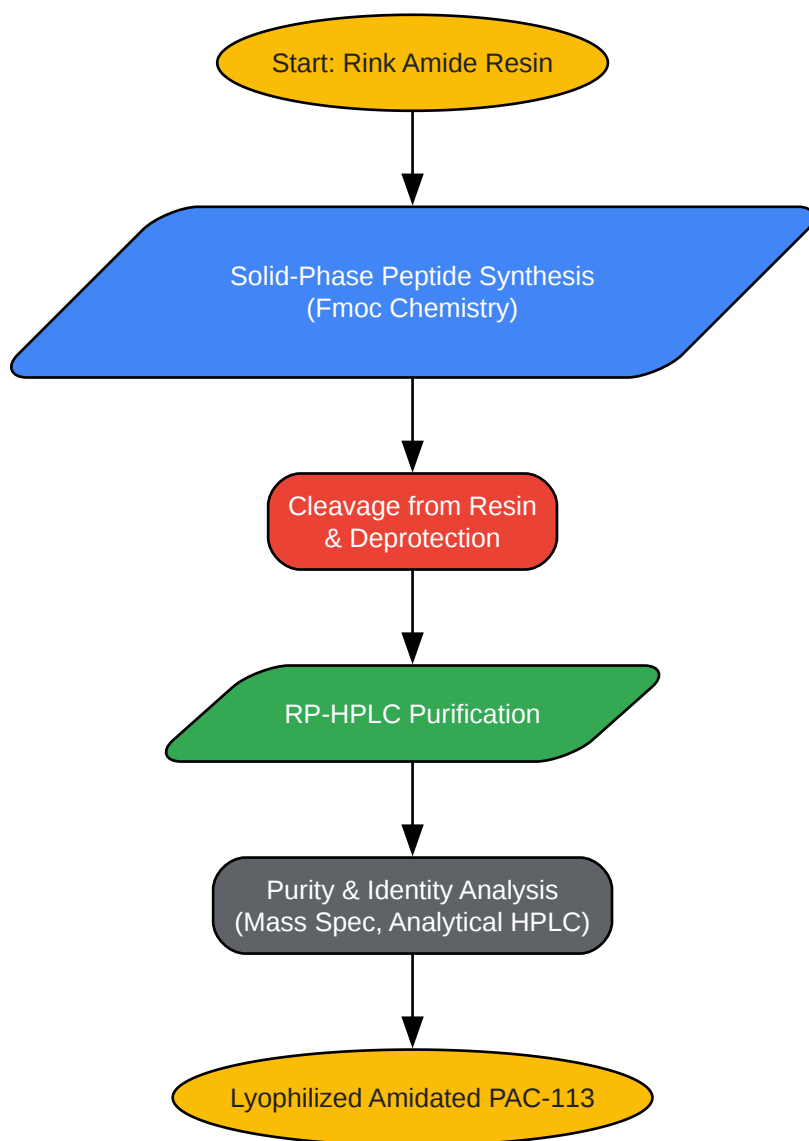 Start: Rink Amide Resin
Solid-Phase Peptide Synthesis
(Fmoc Chemistry)
Cleavage from Resin
& Deprotection
RP-HPLC Purification
Purity & Identity Analysis
(Mass Spec, Analytical HPLC)
Lyophilized Amidated PAC-113